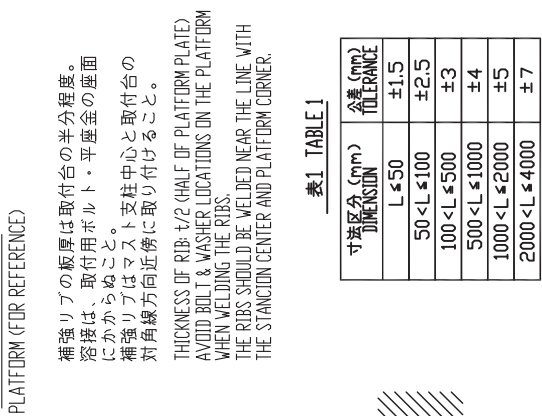 PLATFORM (FOR REFERENCE)
補強リブの板厚は取付台の半分程度。
溶接は、取付用ボルト・平座金の座面
にかからぬこと。
補強リブはマスト支柱中心と取付台の
対角線方向近傍に取り付けること。
THICKNESS OF RIB: t/2 (HALF OF PLATFORM PLATE)
AVOID BOLT & WASHER LOCATIONS ON THE PLATFORM
WHEN WELDING THE RIBS.
THE RIBS SHOULD BE WELDED NEAR THE LINE WITH
THE STANCION CENTER AND PLATFORM CORNER.
表1 TABLE 1
寸法区分 (mm) 公差 (mm)
DIMENSION TOLERANCE
L ≦ 50 ±1.5
50 < L ≦ 100 ±2.5
100 < L ≦ 500 ±3
500 < L ≦ 1000 ±4
1000 < L ≦ 2000 ±5
2000 < L ≦ 4000 ±7